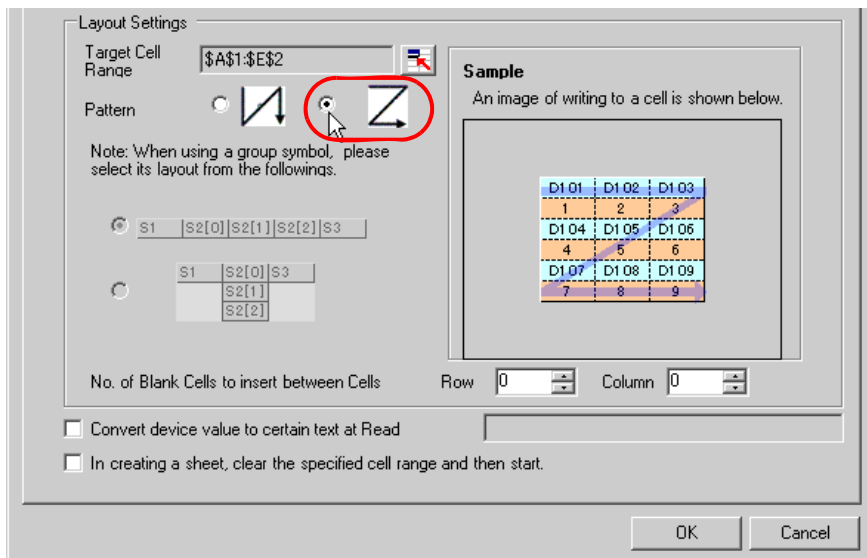 Layout Settings
Target Cell
Range
$A$1:$E$2
Pattern
Note: When using a group symbol, please
select its layout from the followings.
S1 S2[0] S2[1] S2[2] S3
S1 S2[0] S3
S2[1]
S2[2]
Sample
An image of writing to a cell is shown below.
D101 D102 D103
1 2 3
D104 D105 D106
4 5 6
D107 D108 D109
7 8 9
No. of Blank Cells to insert between Cells Row 0 Column 0
Convert device value to certain text at Read
In creating a sheet, clear the specified cell range and then start.
OK Cancel